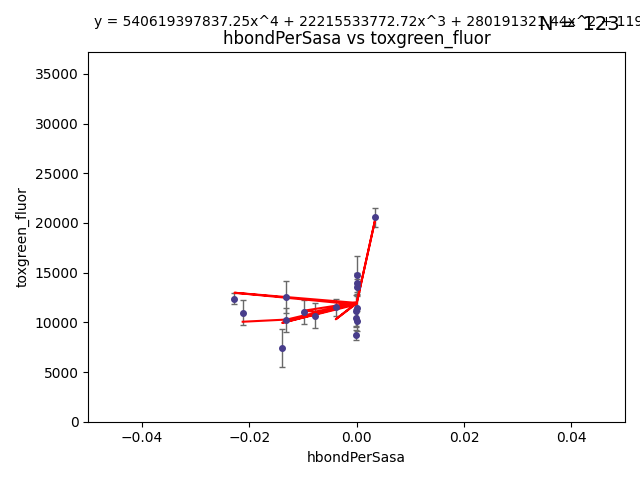 y = 540619397837.25x^4 + 22215533772.72x^3 + 280191321.44x^2 + 119
N = 123
hbondPerSasa vs toxgreen_fluor
35000
30000
25000
20000
15000
10000
5000
0
toxgreen_fluor
−0.04
−0.02
0.00
0.02
0.04
hbondPerSasa